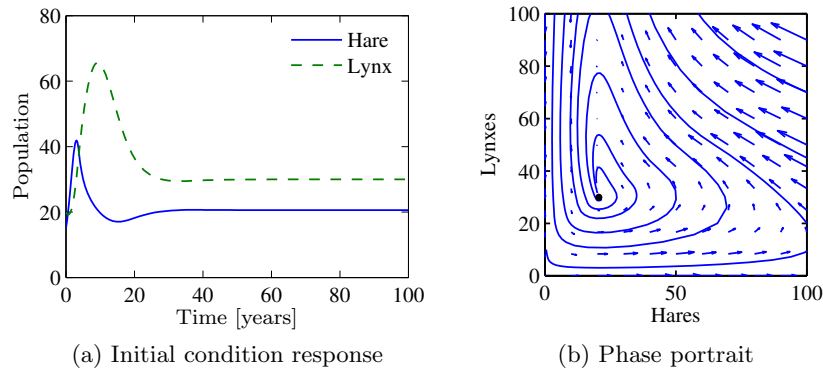 80
60
40
20
0
Population
Hare
Lynx
0 20 40 60 80 100
Time [years]
(a) Initial condition response
100
80
60
40
20
0
Lynxes
0 50 100
Hares
(b) Phase portrait